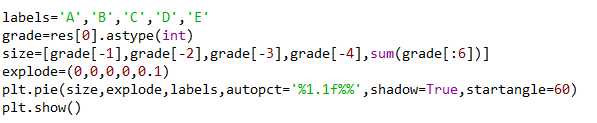 labels='A','B','C','D','E'
grade=res[0].astype(int)
size=[grade[-1],grade[-2],grade[-3],grade[-4],sum(grade[:6])]
explode=(0,0,0,0,0.1)
plt.pie(size,explode,labels,autopct='%1.1f%%',shadow=True,startangle=60)
plt.show()